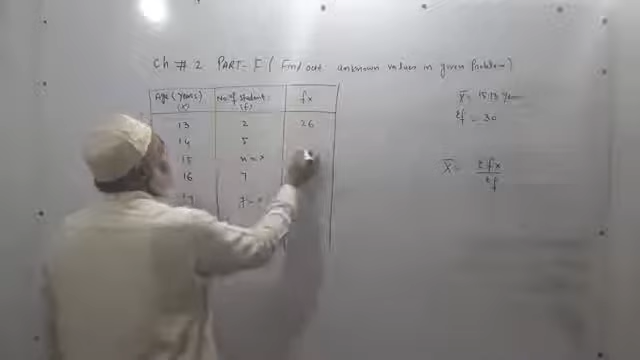 Ch # 2 PART-F ( Find out unknown values in given Problem )
Age (Years) (x) No. of students (f) fx
13 2 26
14 5
15 x = ?
16 7
y = ?
X̄ = 15.13 years
Σf = 30
X̄ = Σfx / Σf